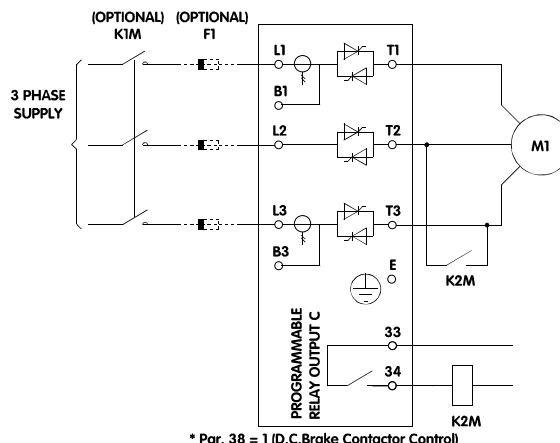 (OPTIONAL) (OPTIONAL)
K1M F1
3 PHASE
SUPPLY
L1 T1
B1
L2 T2
M1
L3 T3
B3
E
K2M
PROGRAMMABLE
RELAY OUTPUT C
33
34
K2M
* Par. 38 = 1 (D.C.Brake Contactor Control)